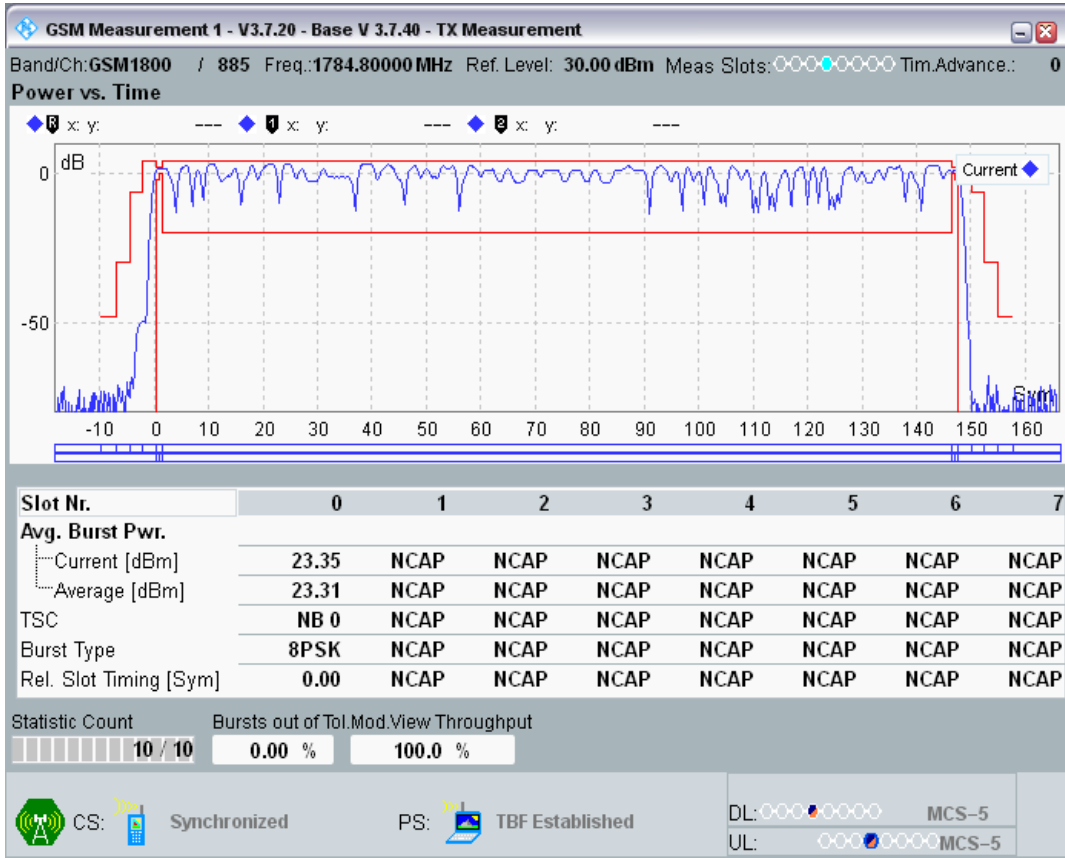 GSM Measurement 1 - V3.7.20 - Base V 3.7.40 - TX Measurement
Band/Ch:GSM1800 / 885 Freq.:1784.80000 MHz Ref. Level: 30.00 dBm Meas Slots: Tim.Advance.: 0
Power vs. Time
R x: y: --- 1 x: y: --- 2 x: y: ---
dB
Current
0
-50
Sym
-10 0 10 20 30 40 50 60 70 80 90 100 110 120 130 140 150 160
Slot Nr. 0 1 2 3 4 5 6 7
Avg. Burst Pwr.
Current [dBm] 23.35 NCAP NCAP NCAP NCAP NCAP NCAP NCAP
Average [dBm] 23.31 NCAP NCAP NCAP NCAP NCAP NCAP NCAP
TSC NB 0 NCAP NCAP NCAP NCAP NCAP NCAP NCAP
Burst Type 8PSK NCAP NCAP NCAP NCAP NCAP NCAP NCAP
Rel. Slot Timing [Sym] 0.00 NCAP NCAP NCAP NCAP NCAP NCAP NCAP
Statistic Count Bursts out of Tol.Mod.View Throughput
10 / 10 0.00 % 100.0 %
CS: Synchronized PS: TBF Established
DL: MCS-5
UL: MCS-5